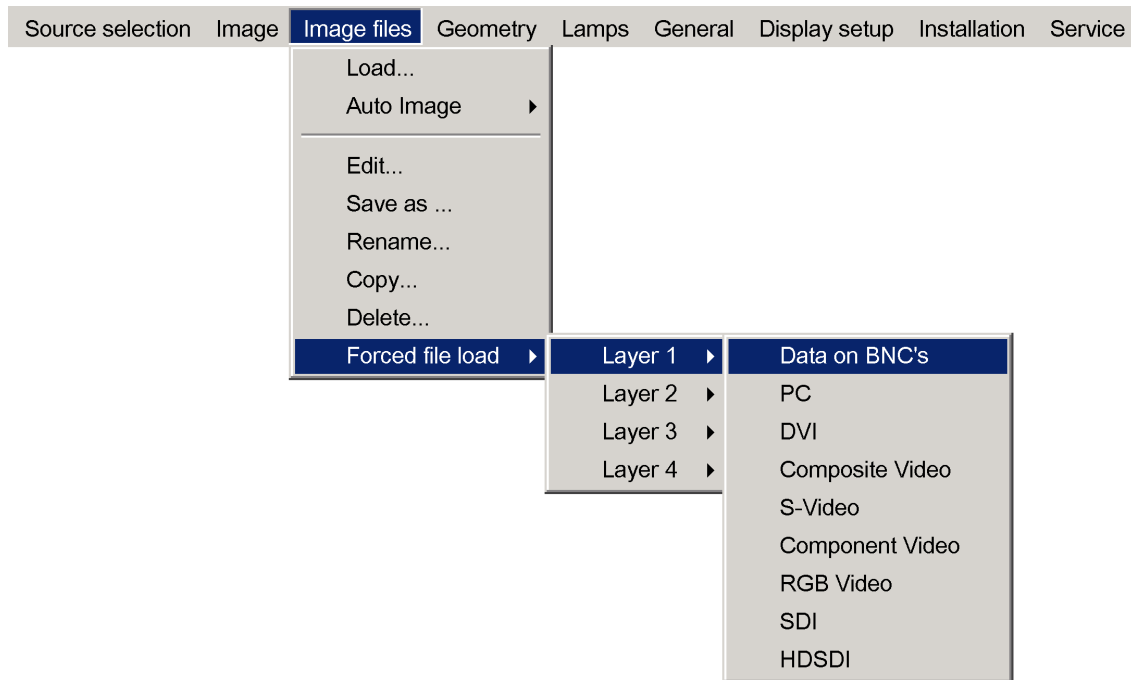 Source selection Image Image files Geometry Lamps General Display setup Installation Service
Load...
Auto Image
Edit...
Save as ...
Rename...
Copy...
Delete...
Forced file load
Layer 1
Layer 2
Layer 3
Layer 4
Data on BNC's
PC
DVI
Composite Video
S-Video
Component Video
RGB Video
SDI
HDSDI